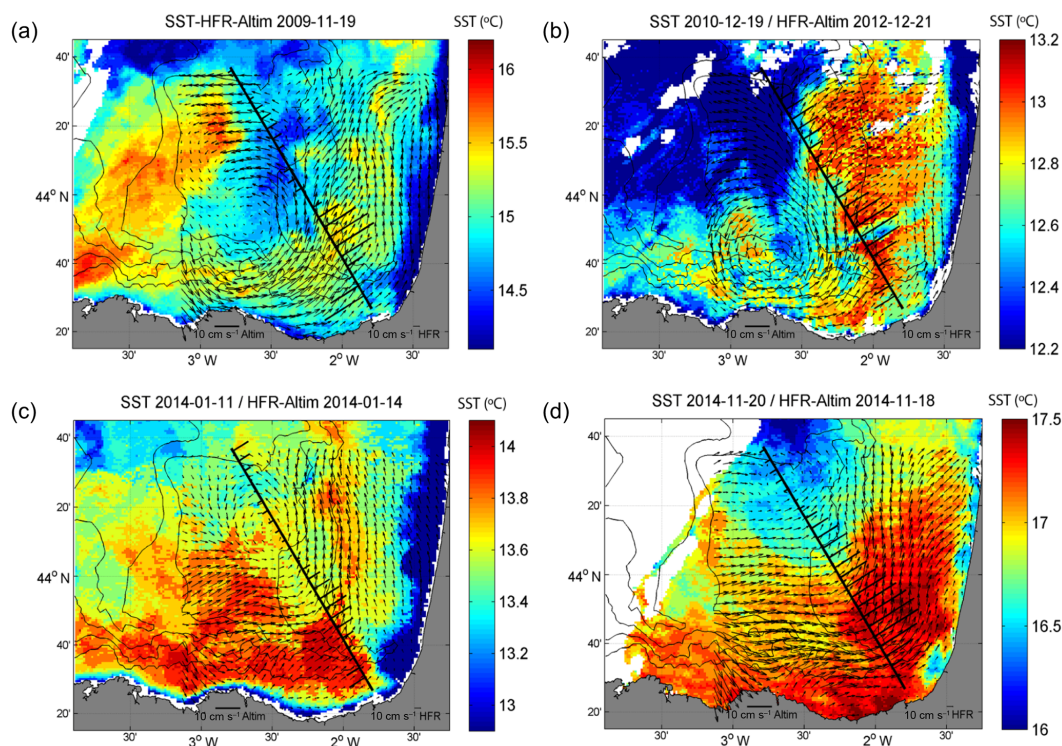 (a)
SST-HFR-Altim 2009-11-19
SST (ºC)
40'
20'
44° N
40'
20'
30'
3° W
30'
2° W
30'
10 cm s⁻¹ Altim
10 cm s⁻¹ HFR
16
15.5
15
14.5
(b)
SST 2010-12-19 / HFR-Altim 2012-12-21
SST (ºC)
40'
20'
44° N
40'
20'
30'
3° W
30'
2° W
30'
10 cm s⁻¹ Altim
10 cm s⁻¹ HFR
13.2
13
12.8
12.6
12.4
12.2
(c)
SST 2014-01-11 / HFR-Altim 2014-01-14
SST (ºC)
40'
20'
44° N
40'
20'
30'
3° W
30'
2° W
30'
10 cm s⁻¹ Altim
10 cm s⁻¹ HFR
14
13.8
13.6
13.4
13.2
13
(d)
SST 2014-11-20 / HFR-Altim 2014-11-18
SST (ºC)
40'
20'
44° N
40'
20'
30'
3° W
30'
2° W
30'
10 cm s⁻¹ Altim
10 cm s⁻¹ HFR
17.5
17
16.5
16